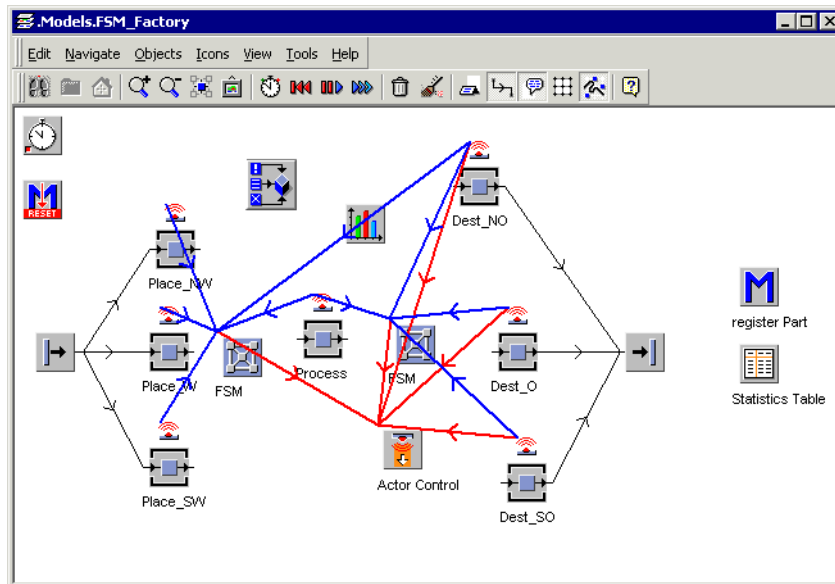 .Models.FSM_Factory
Edit Navigate Objects Icons View Tools Help
M
RESET
Dest_NO
Place_NW
M
register Part
Place_W
FSM
Process
FSM
Dest_O
Statistics Table
Actor Control
Place_SW
Dest_SO